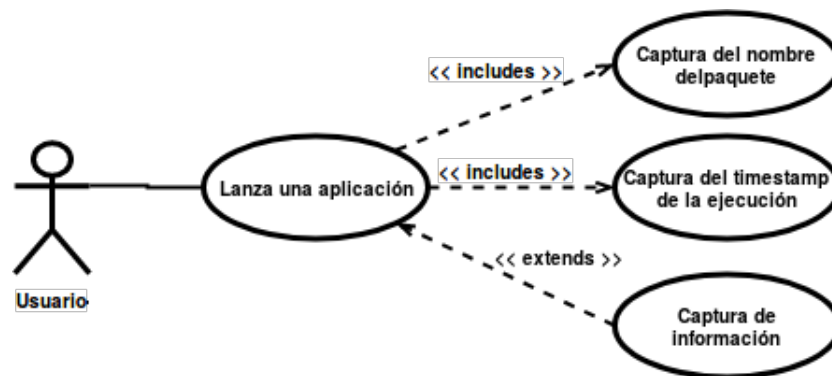 Captura del nombre
delpaquete
<< includes >>
Lanza una aplicación
<< includes >>
Captura del timestamp
de la ejecución
<< extends >>
Usuario
Captura de
información